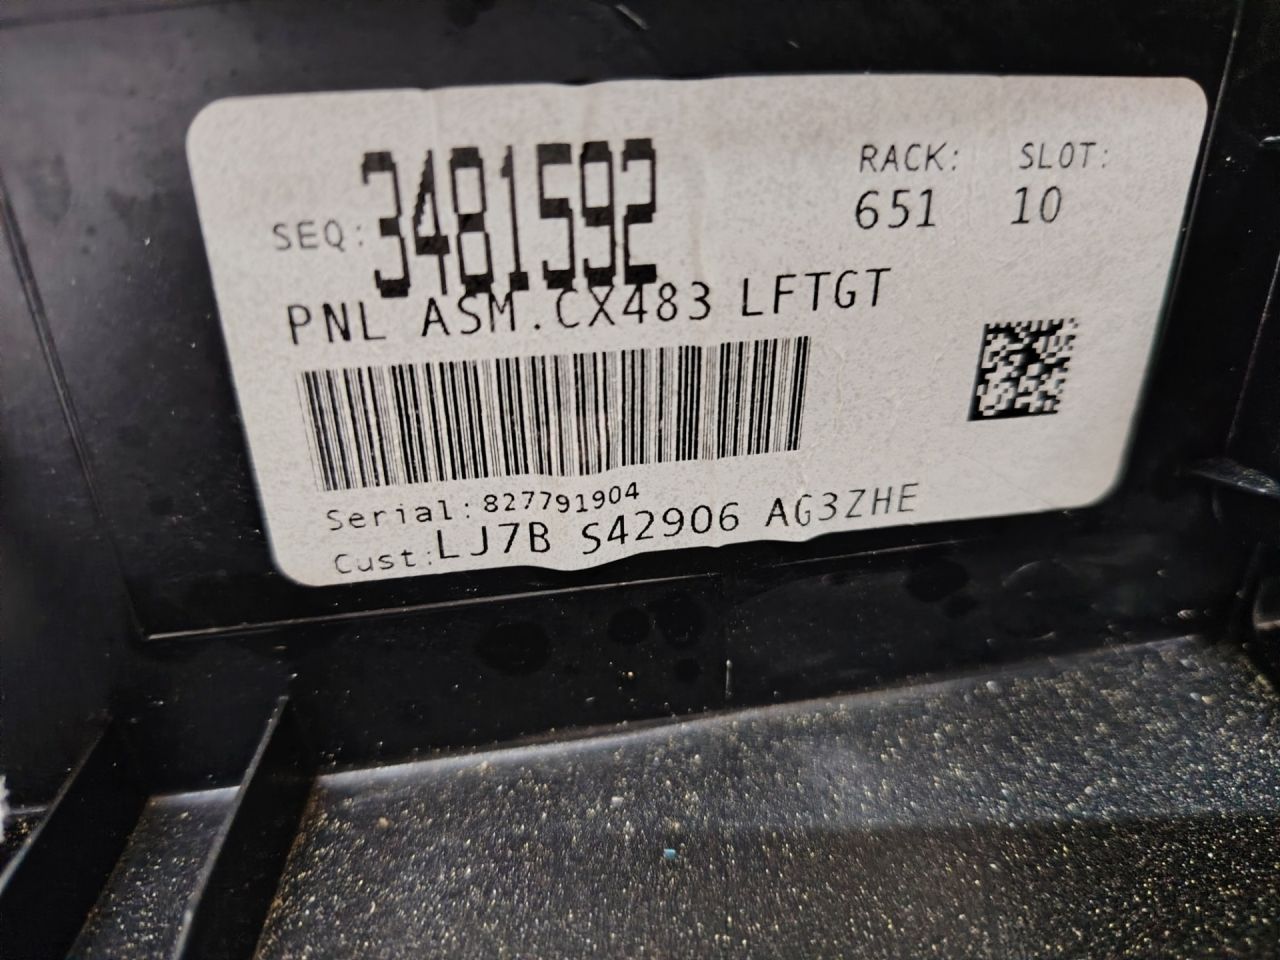 RACK: SLOT:
SEQ: 3481592 651 10
PNL ASM.CX483 LFTGT
Serial: 827791904
Cust: LJ7B S42906 AG3ZHE